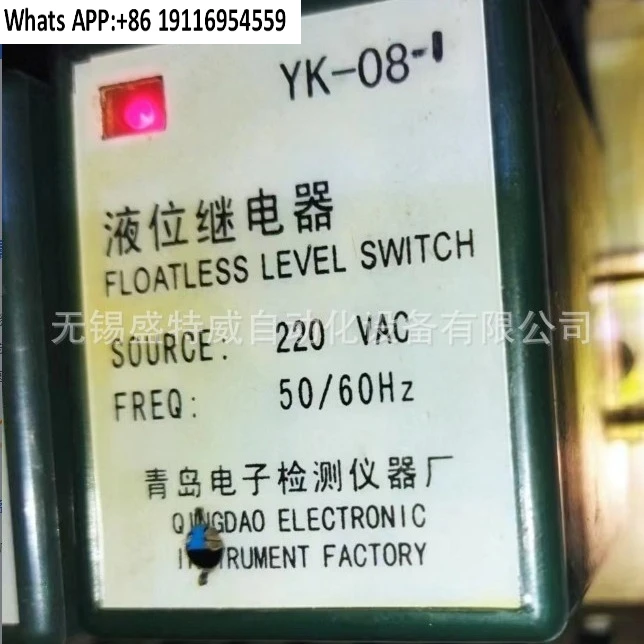 Whats APP:+86 19116954559
YK-08-1
液位继电器
FLOATLESS LEVEL SWITCH
无锡盛特威自动化设备有限公司
SOURCE: 220 VAC
FREQ: 50/60Hz
青岛电子检测仪器厂
QINGDAO ELECTRONIC
INSTRUMENT FACTORY